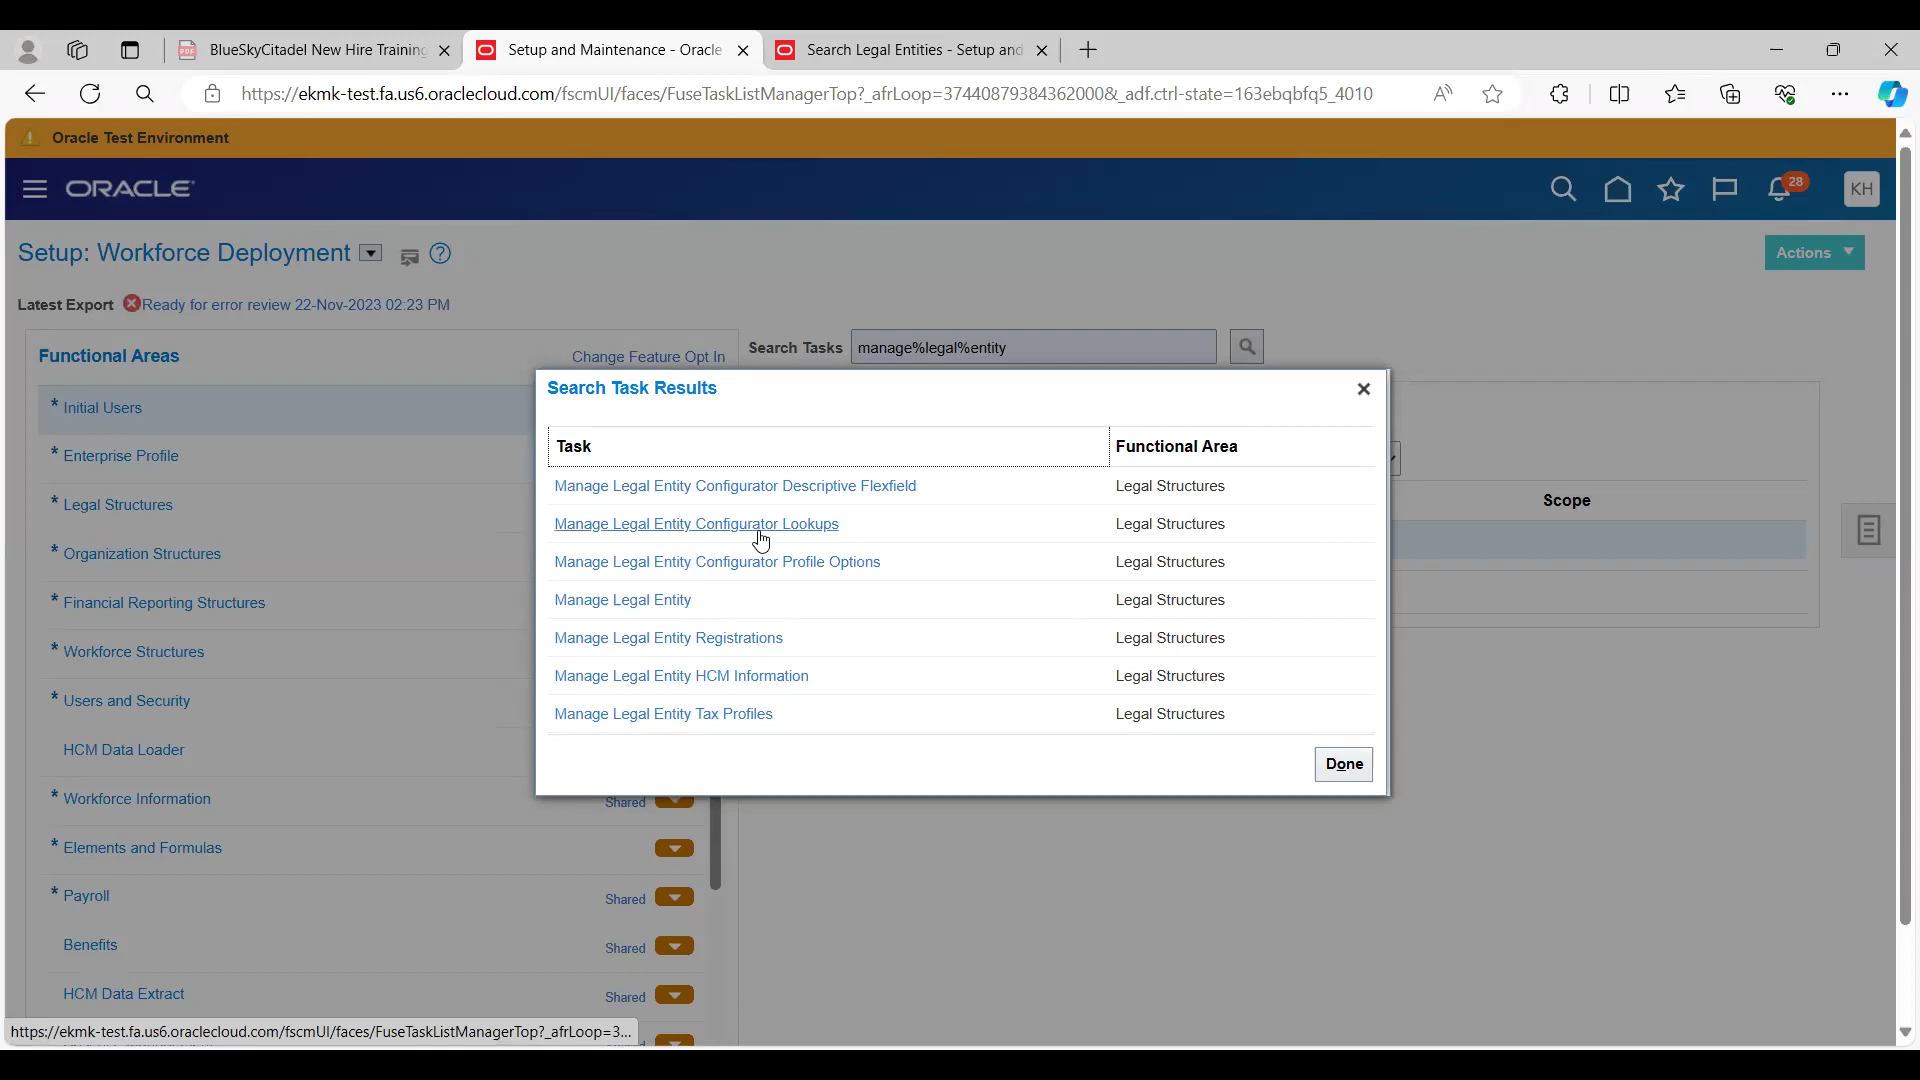 BlueSkyCitadel New Hire Training
Setup and Maintenance - Oracle
Search Legal Entities - Setup and
https://ekmk-test.fa.us6.oraclecloud.com/fscmUI/faces/FuseTaskListManagerTop?_afrLoop=37440879384362000&_adf.ctrl-state=163ebqbfq5_4010
Oracle Test Environment
ORACLE
28
KH
Setup: Workforce Deployment
Actions
Latest Export Ready for error review 22-Nov-2023 02:23 PM
Functional Areas
Change Feature Opt In
Search Tasks manage%legal%entity
* Initial Users
* Enterprise Profile
* Legal Structures
* Organization Structures
* Financial Reporting Structures
* Workforce Structures
* Users and Security
HCM Data Loader
* Workforce Information Shared
* Elements and Formulas
* Payroll Shared
Benefits Shared
HCM Data Extract Shared
Search Task Results
Task Functional Area
Manage Legal Entity Configurator Descriptive Flexfield Legal Structures
Manage Legal Entity Configurator Lookups Legal Structures
Manage Legal Entity Configurator Profile Options Legal Structures
Manage Legal Entity Legal Structures
Manage Legal Entity Registrations Legal Structures
Manage Legal Entity HCM Information Legal Structures
Manage Legal Entity Tax Profiles Legal Structures
Done
Scope
https://ekmk-test.fa.us6.oraclecloud.com/fscmUI/faces/FuseTaskListManagerTop?_afrLoop=3...